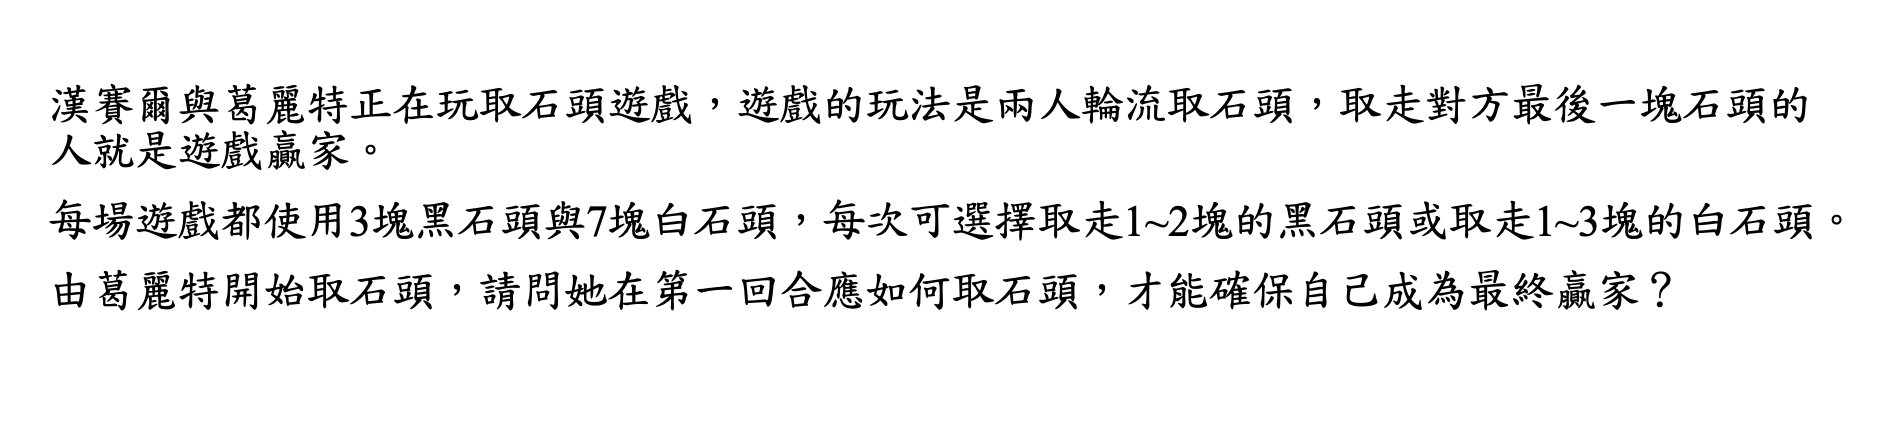 漢賽爾與葛麗特正在玩取石頭遊戲，遊戲的玩法是兩人輪流取石頭，取走對方最後一塊石頭的
人就是遊戲贏家。
每場遊戲都使用3塊黑石頭與7塊白石頭，每次可選擇取走1~2塊的黑石頭或取走1~3塊的白石頭。
由葛麗特開始取石頭，請問她在第一回合應如何取石頭，才能確保自己成為最終贏家？